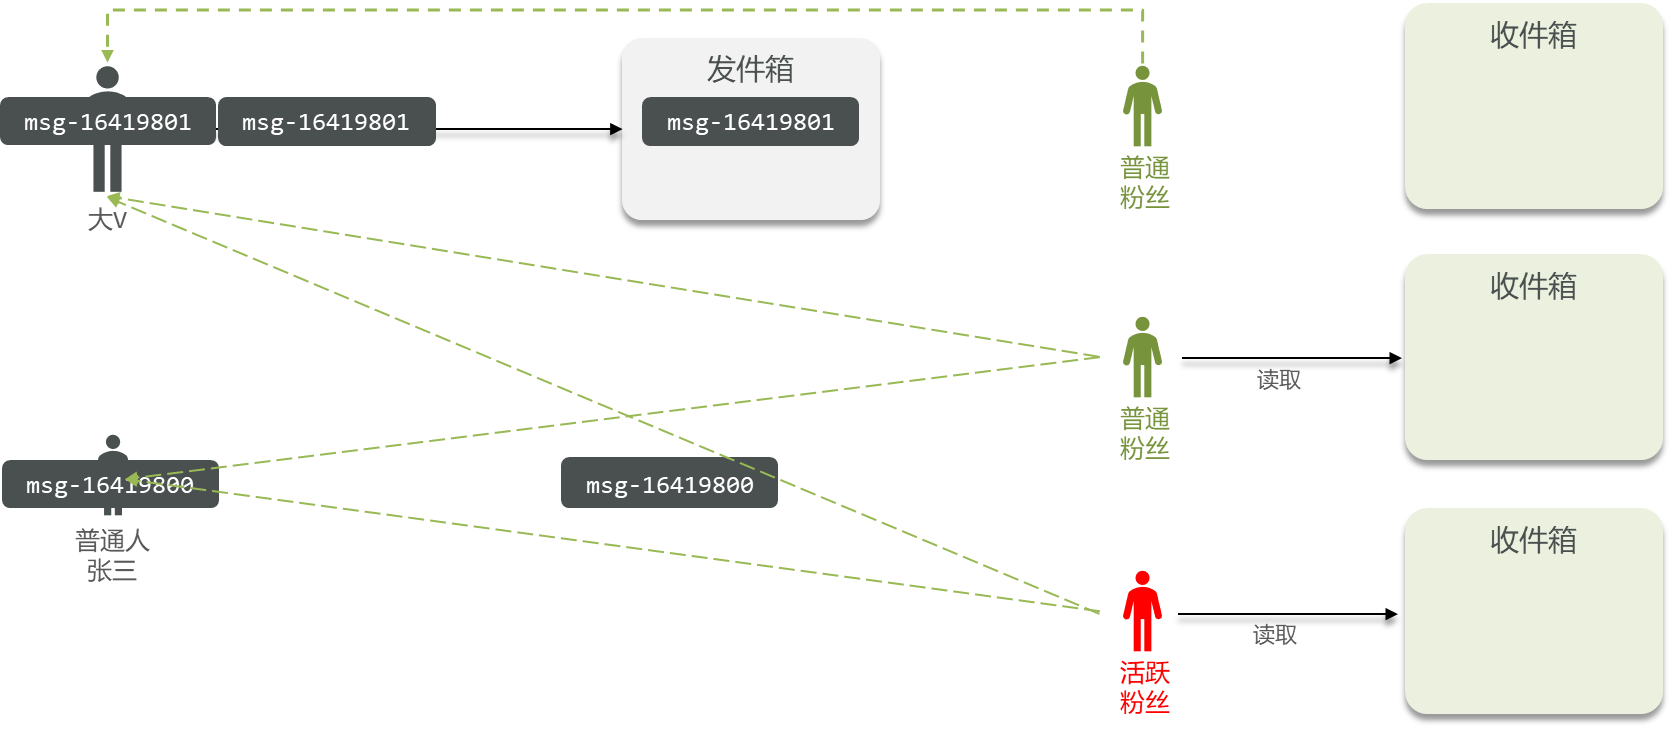 收件箱
发件箱
msg-16419801
msg-16419801
msg-16419801
普通
粉丝
大V
收件箱
读取
普通
粉丝
msg-16419800
msg-16419800
普通人
张三
收件箱
读取
活跃
粉丝